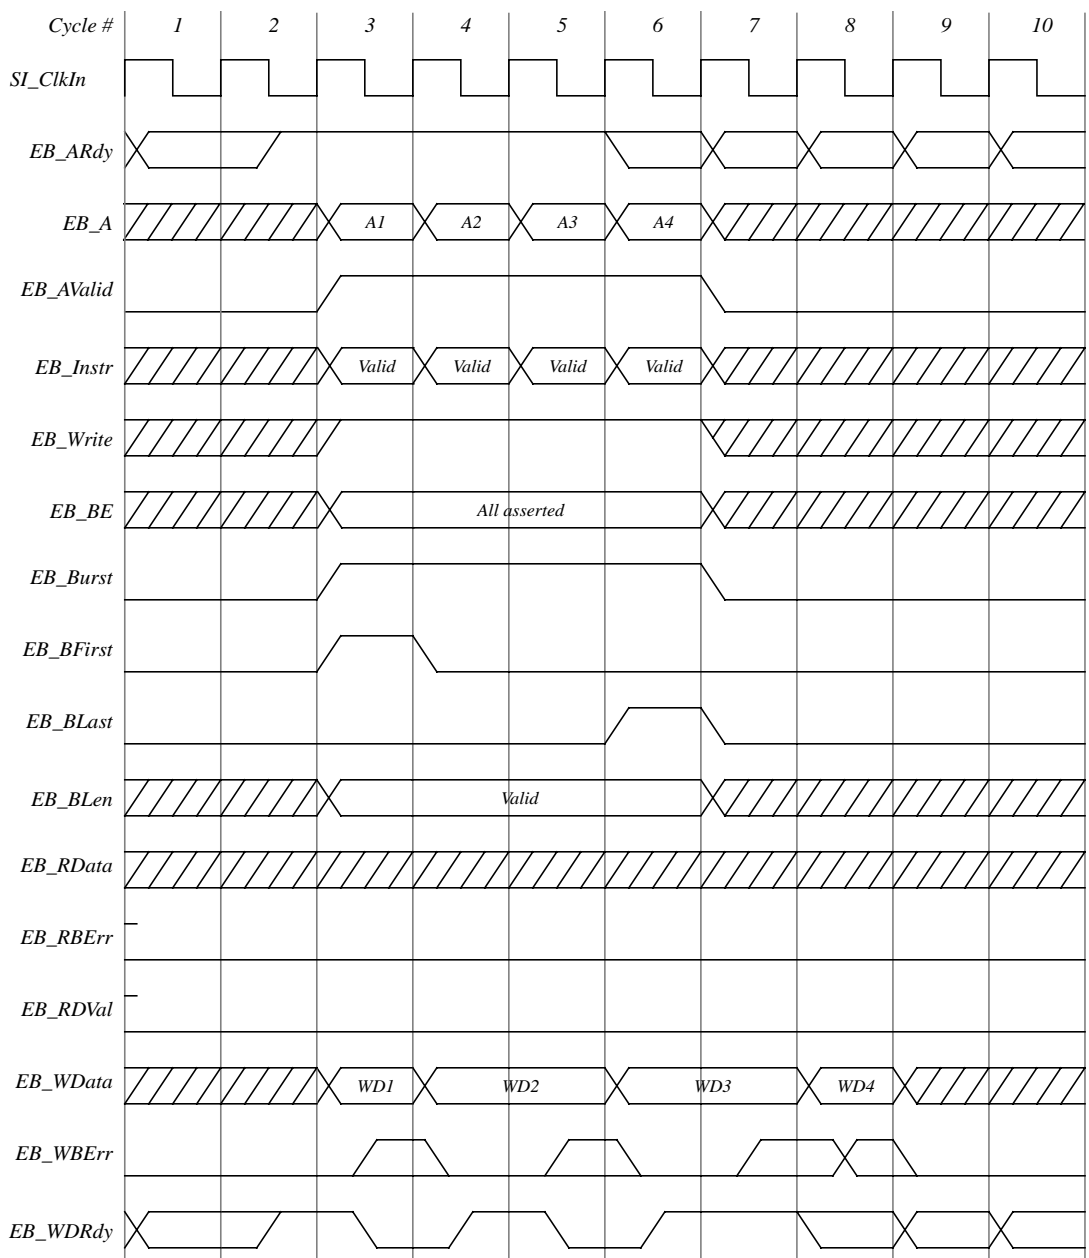 Cycle # 1 2 3 4 5 6 7 8 9 10
SI_ClkIn
EB_ARdy
EB_A A1 A2 A3 A4
EB_AValid
EB_Instr Valid Valid Valid Valid
EB_Write
EB_BE All asserted
EB_Burst
EB_BFirst
EB_BLast
EB_BLen Valid
EB_RData
EB_RBErr
EB_RDVal
EB_WData WD1 WD2 WD3 WD4
EB_WBErr
EB_WDRdy